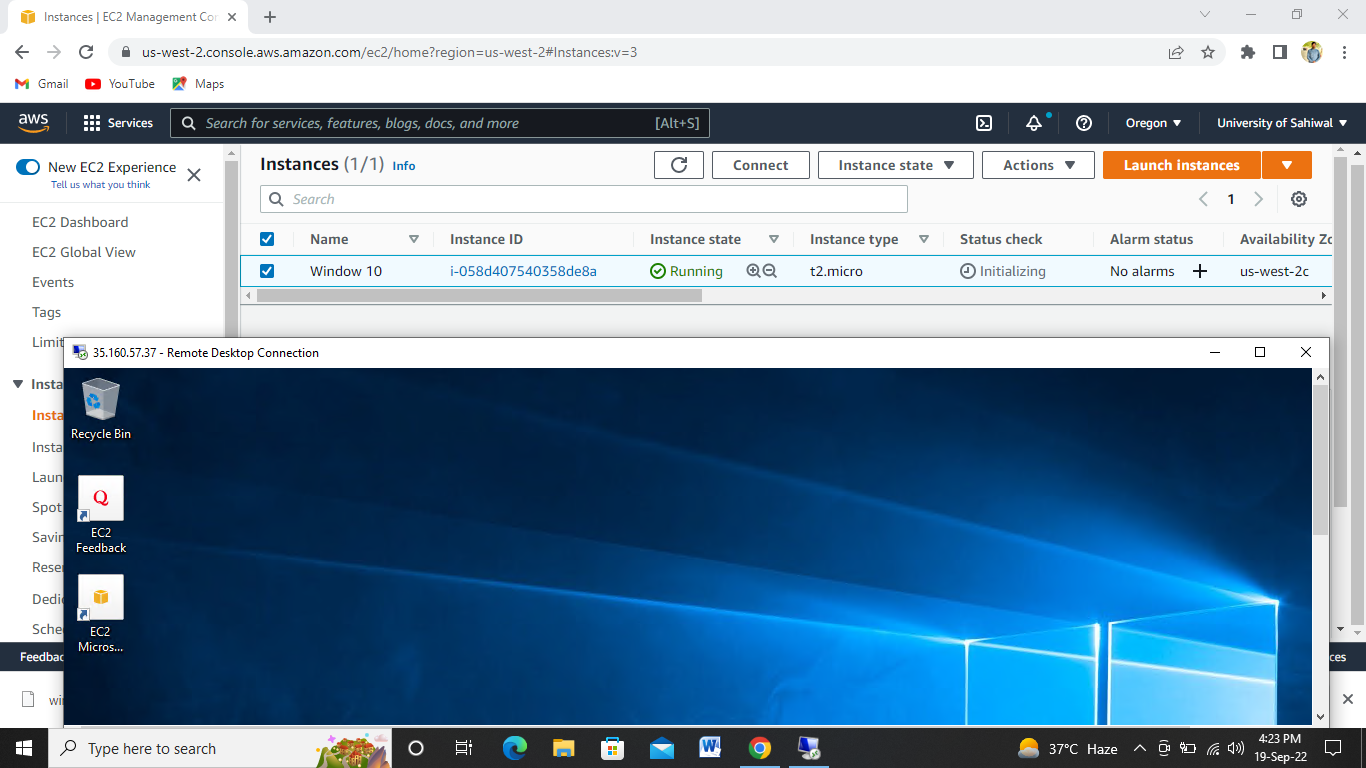 Instances | EC2 Management Con
us-west-2.console.aws.amazon.com/ec2/home?region=us-west-2#Instances:v=3
Gmail YouTube Maps
aws Services Search for services, features, blogs, docs, and more [Alt+S] Oregon University of Sahiwal
New EC2 Experience
Tell us what you think
EC2 Dashboard
EC2 Global View
Events
Tags
Limit
Insta
Insta
Insta
Laun
Spot
Savin
Reser
Dedic
Sched
Instances (1/1) Info Connect Instance state Actions Launch instances
Search 1
Name Instance ID Instance state Instance type Status check Alarm status Availability Zo
Window 10 i-058d407540358de8a Running t2.micro Initializing No alarms us-west-2c
35.160.57.37 - Remote Desktop Connection
Recycle Bin
Q
EC2
Feedback
EC2
Micros...
Feedbac ces
win
Type here to search 37°C Haze 4:23 PM
19-Sep-22